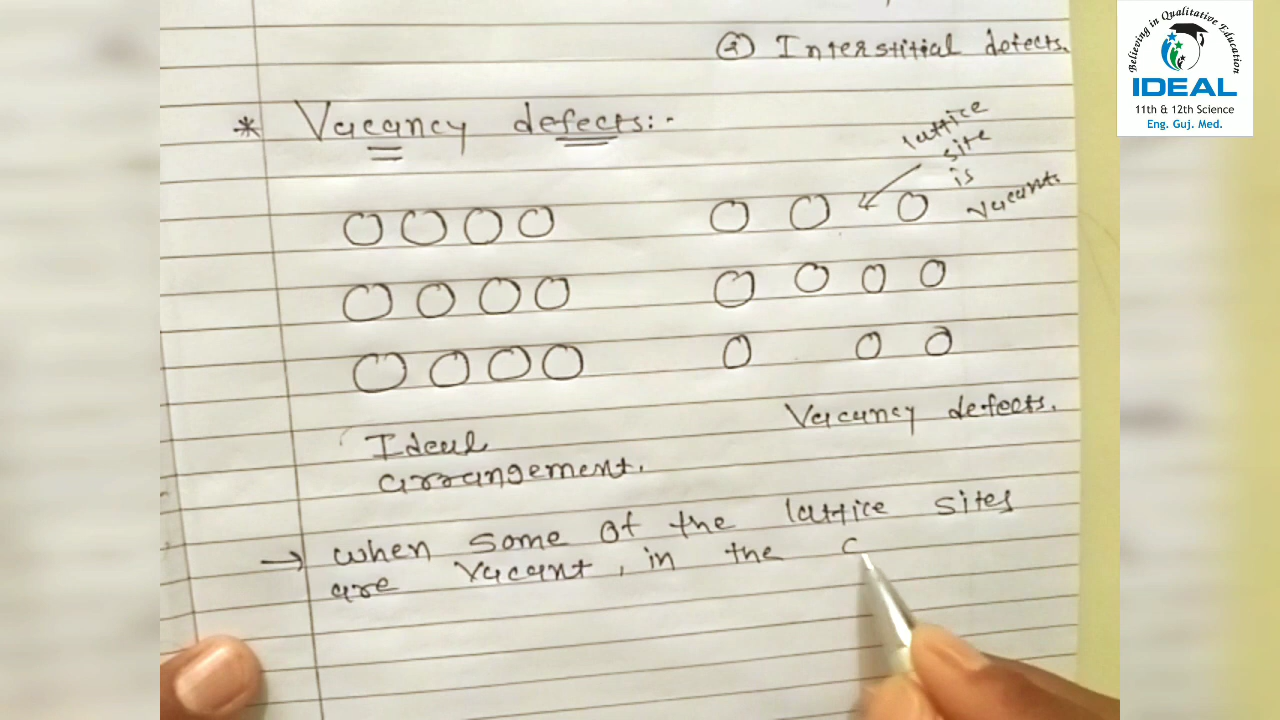 ② Interstitial defects.
* Vacancy defects:-
lattice
site
is
vacant.
Ideal
arrangement.
Vacancy defects.
→ when some of the lattice sites
are vacant, in the c
Believing in Qualitative Education
IDEAL
11th & 12th Science
Eng. Guj. Med.